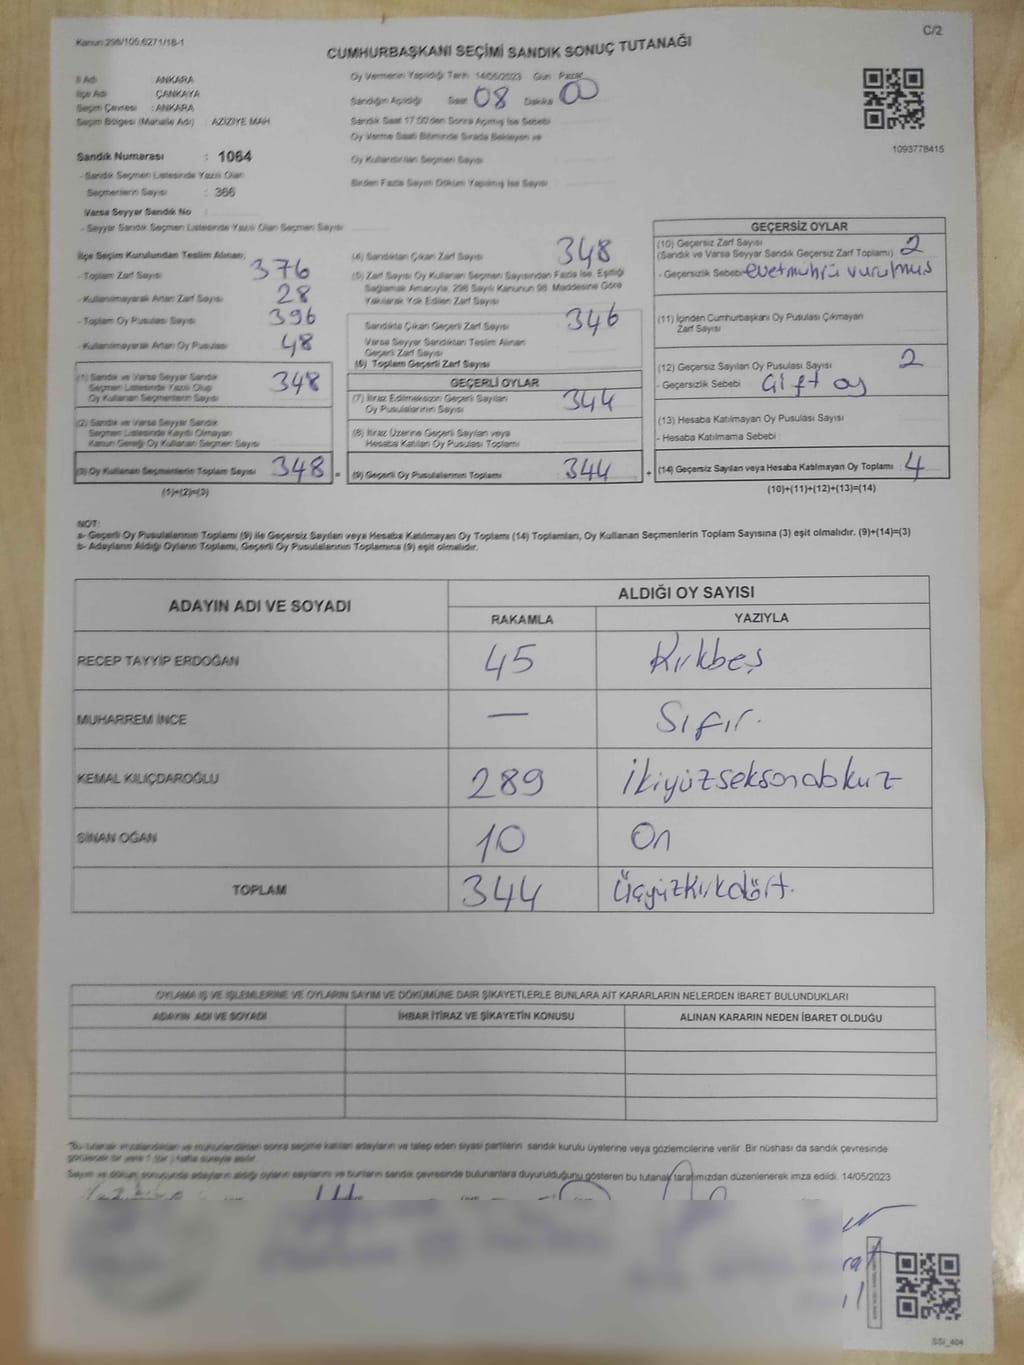 Kanun:298/105,6271/18-1
C/2
CUMHURBAŞKANI SEÇİMİ SANDIK SONUÇ TUTANAĞI
İl Adı ANKARA
İlçe Adı ÇANKAYA
Seçim Çevresi : ANKARA
Seçim Bölgesi (Mahalle Adı) : AZİZİYE MAH
Sandık Numarası : 1064
- Sandık Seçmen Listesinde Yazılı Olan
Seçmenlerin Sayısı : 366
Varsa Seyyar Sandık No
- Seyyar Sandık Seçmen Listesinde Yazılı Olan Seçmen Sayısı
Oy Vermenin Yapıldığı Tarih 14/05/2023 Gün Pazar
Sandığın Açıldığı Saat 08 Dakika 00
Sandık Saat 17:00'den Sonra Açılmış İse Sebebi
Oy Verme Saati Bitiminde Sırada Bekleyen ve
Oy Kullandırılan Seçmen Sayısı
Birden Fazla Sayım Döküm Yapılmış İse Sayısı
1093778415
İlçe Seçim Kurulundan Teslim Alınan;
- Toplam Zarf Sayısı 376
- Kullanılmayarak Artan Zarf Sayısı 28
- Toplam Oy Pusulası Sayısı 396
- Kullanılmayarak Artan Oy Pusulası 48
(1) Sandık ve Varsa Seyyar Sandık
Seçmen Listesinde Yazılı Olup
Oy Kullanan Seçmenlerin Sayısı 348
(2) Sandık ve Varsa Seyyar Sandık
Seçmen Listesinde Kayıtlı Olmayan
Kanun Gereği Oy Kullanan Seçmen Sayısı
(3) Oy Kullanan Seçmenlerin Toplam Sayısı 348 =
(1)+(2)=(3)
(4) Sandıktan Çıkan Zarf Sayısı 348
(5) Zarf Sayısı Oy Kullanan Seçmen Sayısından Fazla İse, Eşitliği
Sağlamak Amacıyla, 298 Sayılı Kanunun 98. Maddesine Göre
Yakılarak Yok Edilen Zarf Sayısı
Sandıkta Çıkan Geçerli Zarf Sayısı 346
Varsa Seyyar Sandıktan Teslim Alınan
Geçerli Zarf Sayısı
(6) Toplam Geçerli Zarf Sayısı
GEÇERLİ OYLAR
(7) İtiraz Edilmeksizin Geçerli Sayılan
Oy Pusulalarının Sayısı 344
(8) İtiraz Üzerine Geçerli Sayılan veya
Hesaba Katılan Oy Pusulası Toplamı
(9) Geçerli Oy Pusulalarının Toplamı 344 +
GEÇERSİZ OYLAR
(10) Geçersiz Zarf Sayısı
(Sandık ve Varsa Seyyar Sandık Geçersiz Zarf Toplamı) 2
- Geçersizlik Sebebi evet mührü vurulmuş
(11) İçinden Cumhurbaşkanı Oy Pusulası Çıkmayan
Zarf Sayısı
(12) Geçersiz Sayılan Oy Pusulası Sayısı 2
- Geçersizlik Sebebi Çift oy
(13) Hesaba Katılmayan Oy Pusulası Sayısı
- Hesaba Katılmama Sebebi
(14) Geçersiz Sayılan veya Hesaba Katılmayan Oy Toplamı : 4
(10)+(11)+(12)+(13)=(14)
NOT:
a- Geçerli Oy Pusulalarının Toplamı (9) ile Geçersiz Sayılan veya Hesaba Katılmayan Oy Toplamı (14) Toplamları, Oy Kullanan Seçmenlerin Toplam Sayısına (3) eşit olmalıdır. (9)+(14)=(3)
b- Adayların Aldığı Oyların Toplamı, Geçerli Oy Pusulalarının Toplamına (9) eşit olmalıdır.
ADAYIN ADI VE SOYADI
ALDIĞI OY SAYISI
RAKAMLA YAZIYLA
RECEP TAYYİP ERDOĞAN 45 Kırkbeş
MUHARREM İNCE — Sıfır.
KEMAL KILIÇDAROĞLU 289 İkiyüzseksendokuz
SİNAN OĞAN 10 On
TOPLAM 344 Üçyüzkırkdört.
OYLAMA İŞ VE İŞLEMLERİNE VE OYLARIN SAYIM VE DÖKÜMÜNE DAİR ŞİKAYETLERLE BUNLARA AİT KARARLARIN NELERDEN İBARET BULUNDUKLARI
ADAYIN ADI VE SOYADI İHBAR İTİRAZ VE ŞİKAYETİN KONUSU ALINAN KARARIN NEDEN İBARET OLDUĞU
"Bu tutanak imzalandıktan ve mühürlendikten sonra seçime katılan adayların ve talep eden siyasi partilerin sandık kurulu üyelerine veya gözlemcilerine verilir. Bir nüshası da sandık çevresinde
görülecek bir yere 1 (bir) hafta süreyle asılır.
Sayım ve döküm sonucunda adayların aldığı oyların sayılarını ve bunların sandık çevresinde bulunanlara duyurulduğunu gösteren bu tutanak tarafımızdan düzenlenerek imza edildi. 14/05/2023
SSİ_404